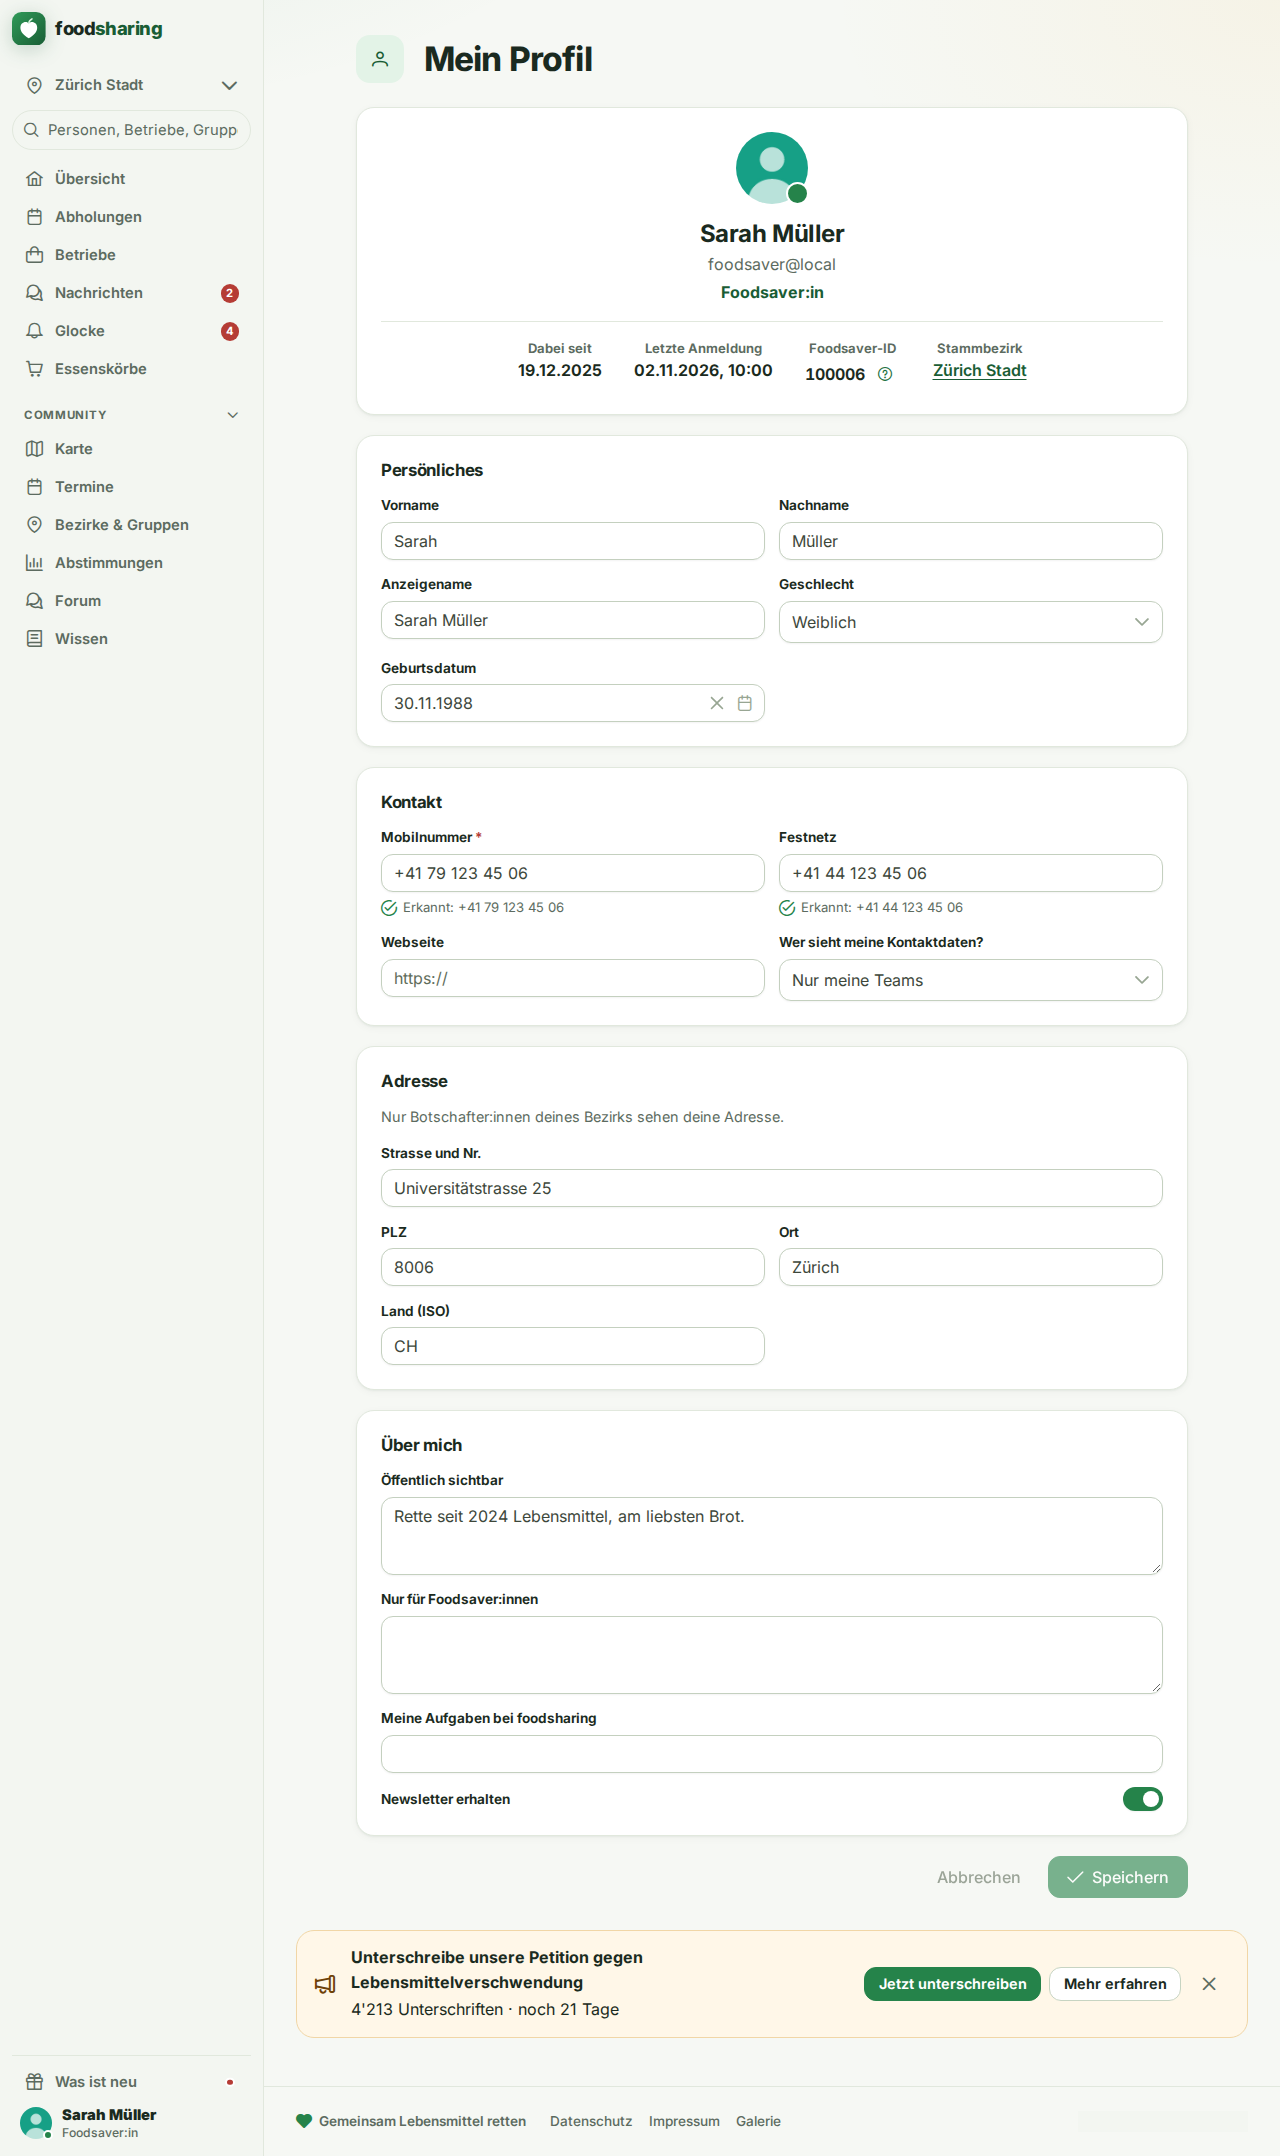 foodsharing
Zürich Stadt
Personen, Betriebe, Grupp
Übersicht
Abholungen
Betriebe
Nachrichten 2
Glocke 4
Essenskörbe
COMMUNITY
Karte
Termine
Bezirke & Gruppen
Abstimmungen
Forum
Wissen
Was ist neu
Sarah Müller
Foodsaver:in
Mein Profil
Sarah Müller
foodsaver@local
Foodsaver:in
Dabei seit Letzte Anmeldung Foodsaver-ID Stammbezirk
19.12.2025 02.11.2026, 10:00 100006 Zürich Stadt
Persönliches
Vorname Nachname
Sarah Müller
Anzeigename Geschlecht
Sarah Müller Weiblich
Geburtsdatum
30.11.1988
Kontakt
Mobilnummer * Festnetz
+41 79 123 45 06 +41 44 123 45 06
Erkannt: +41 79 123 45 06 Erkannt: +41 44 123 45 06
Webseite Wer sieht meine Kontaktdaten?
https:// Nur meine Teams
Adresse
Nur Botschafter:innen deines Bezirks sehen deine Adresse.
Strasse und Nr.
Universitätstrasse 25
PLZ Ort
8006 Zürich
Land (ISO)
CH
Über mich
Öffentlich sichtbar
Rette seit 2024 Lebensmittel, am liebsten Brot.
Nur für Foodsaver:innen
Meine Aufgaben bei foodsharing
Newsletter erhalten
Abbrechen Speichern
Unterschreibe unsere Petition gegen
Lebensmittelverschwendung
4'213 Unterschriften · noch 21 Tage
Jetzt unterschreiben Mehr erfahren
Gemeinsam Lebensmittel retten Datenschutz Impressum Galerie